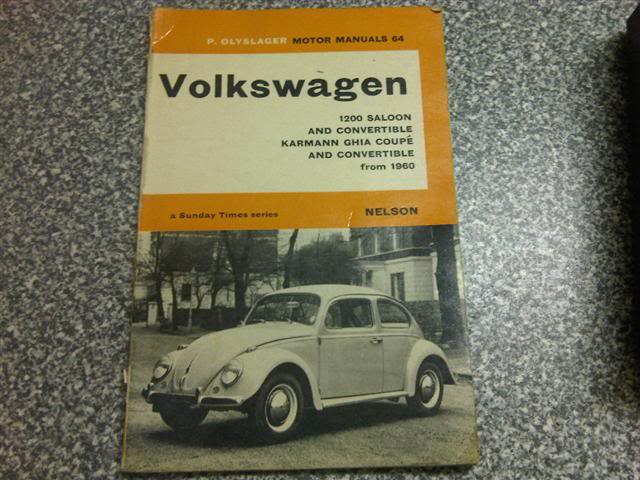 P. OLYSLAGER MOTOR MANUALS 64
Volkswagen
1200 SALOON
AND CONVERTIBLE
KARMANN GHIA COUPÉ
AND CONVERTIBLE
from 1960
a Sunday Times series NELSON